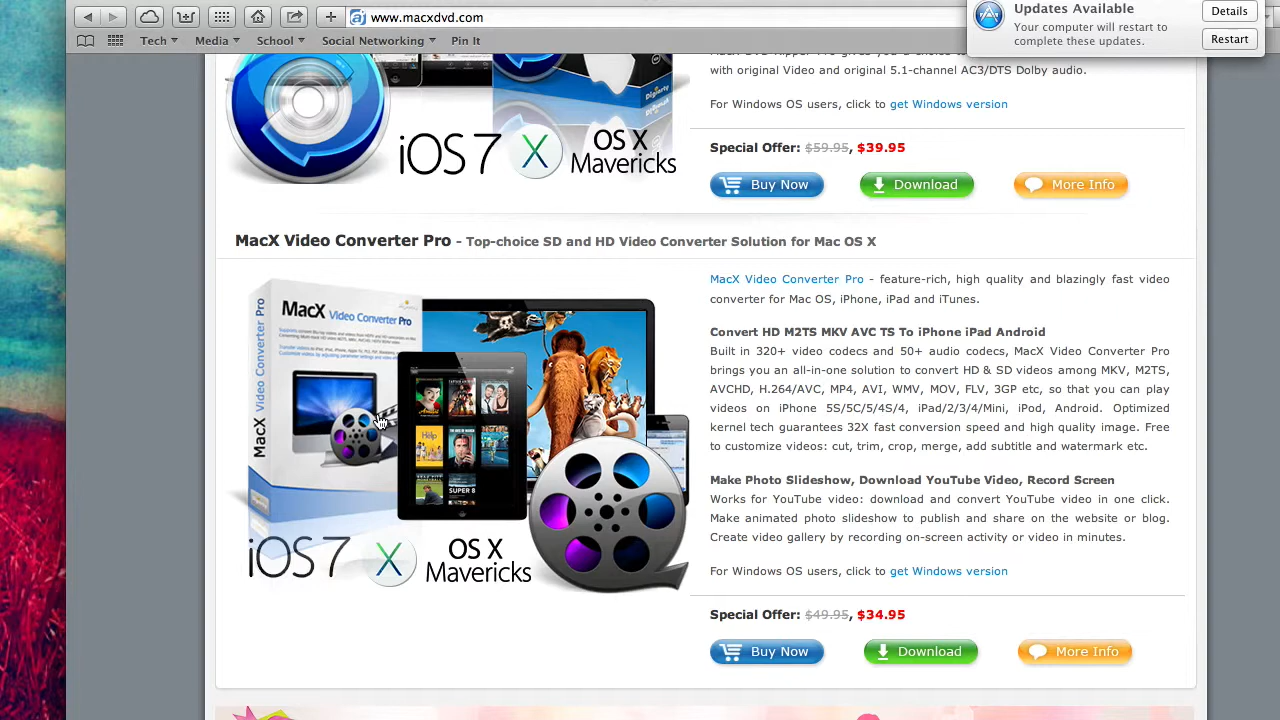 www.macxdvd.com
Updates Available
Your computer will restart to
complete these updates.
Details
Restart
Tech
Media
School
Social Networking
Pin It
with original Video and original 5.1-channel AC3/DTS Dolby audio.
For Windows OS users, click to get Windows version
iOS 7
OS X
Mavericks
Special Offer: $59.95, $39.95
Buy Now
Download
More Info
MacX Video Converter Pro - Top-choice SD and HD Video Converter Solution for Mac OS X
MacX Video Converter Pro
MacX Video Converter Pro
MacX Video Converter Pro - feature-rich, high quality and blazingly fast video
converter for Mac OS, iPhone, iPad and iTunes.
Convert M2TS MKV AVC TS To iPhone iPad Android
Built in 320+ video codecs and 50+ audio codecs, MacX Video Converter Pro
brings you an all-in-one solution to convert HD & SD videos among MKV, M2TS,
AVCHD, H.264/AVC, MP4, AVI, WMV, MOV, FLV, 3GP etc, so that you can play
videos on iPhone 5S/5C/5/4S/4, iPad/2/3/4/Mini, iPod, Android. Optimized
kernel tech guarantees 32X fast conversion speed and high quality intact. Free
to customize videos: cut, trim, crop, merge, add subtitle and watermark etc.
Make Photo Slideshow, Download YouTube Video, Record Screen
Works for YouTube videos: download and convert YouTube video in one click.
Make animated photo slideshow to publish and share on the website or blog.
Create video gallery by recording on-screen activity or video in minutes.
For Windows OS users, click to get Windows version
iOS 7
OS X
Mavericks
Special Offer: $49.95, $34.95
Buy Now
Download
More Info